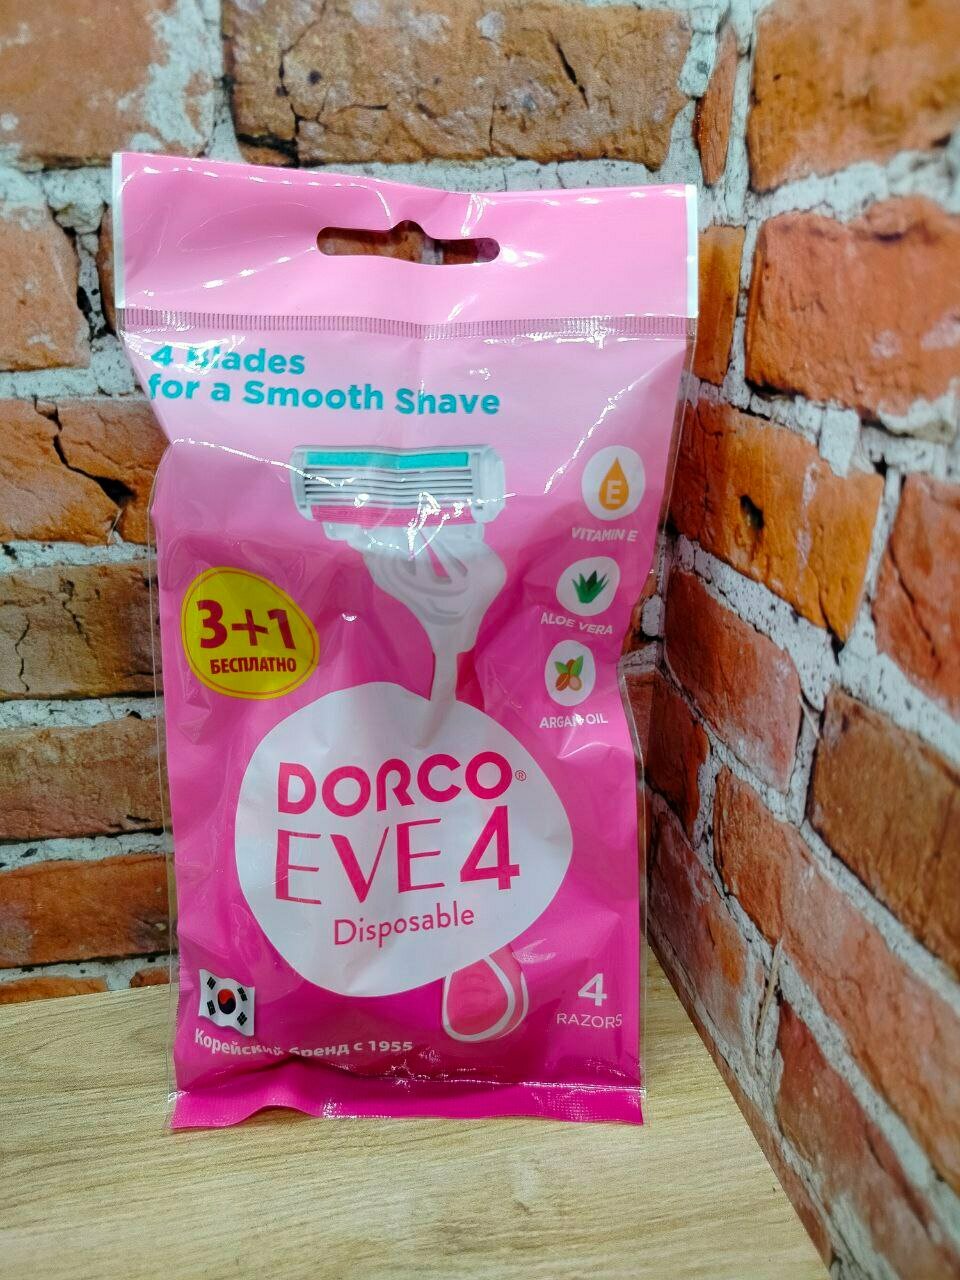 4 Blades
for a Smooth Shave
E
VITAMIN E
3+1
БЕСПЛАТНО
ALOE VERA
ARGAN OIL
DORCO®
EVE 4
Disposable
4
RAZORS
Корейский бренд с 1955